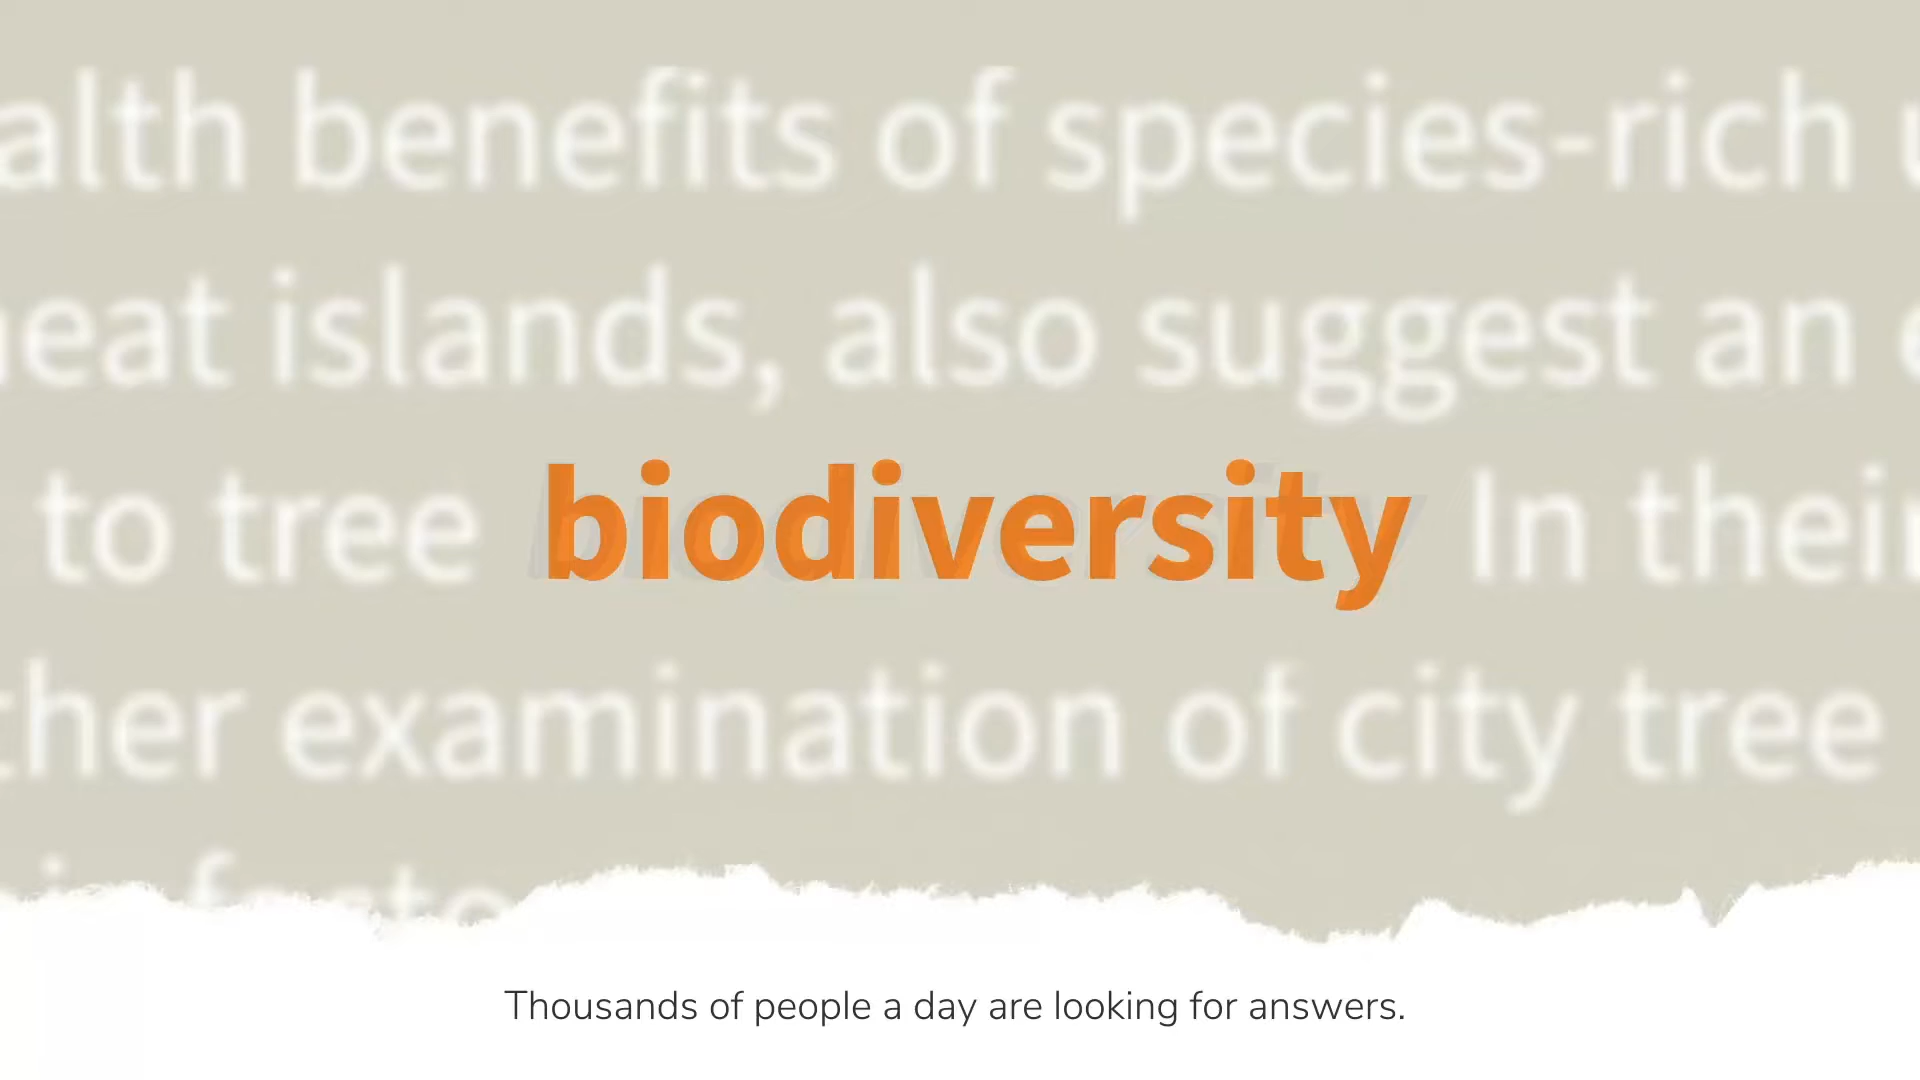 alth benefits of species-rich
eat islands, also suggest an
to tree biodiversity In their
ther examination of city tree
Thousands of people a day are looking for answers.